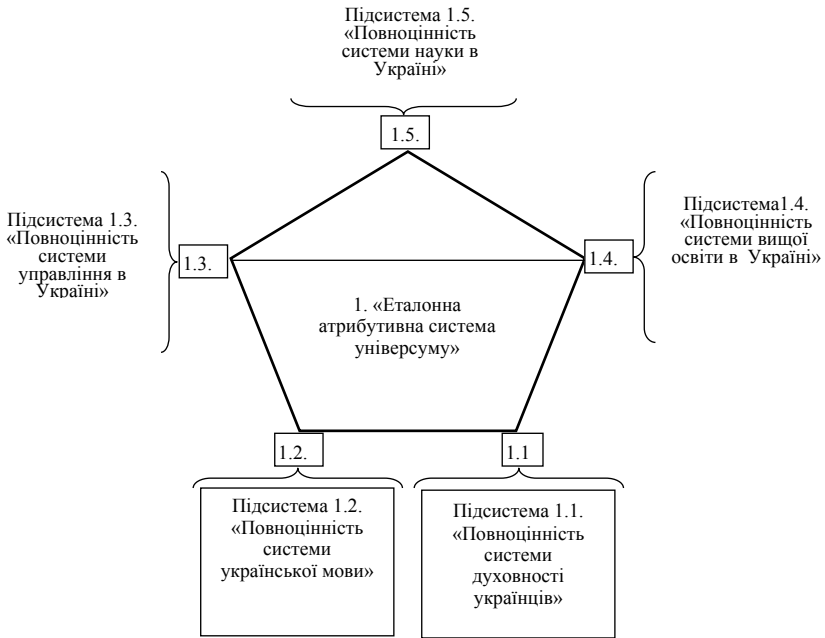 Підсистема 1.5.
«Повноцінність
системи науки в
Україні»
1.5.
Підсистема 1.3.
«Повноцінність
системи
управління в
Україні»
1.3.
1. «Еталонна
атрибутивна система
універсуму»
1.4.
Підсистема1.4.
«Повноцінність
системи вищої
освіти в Україні»
1.2.
1.1
Підсистема 1.2.
«Повноцінність
системи
української мови»
Підсистема 1.1.
«Повноцінність
системи
духовності
українців»